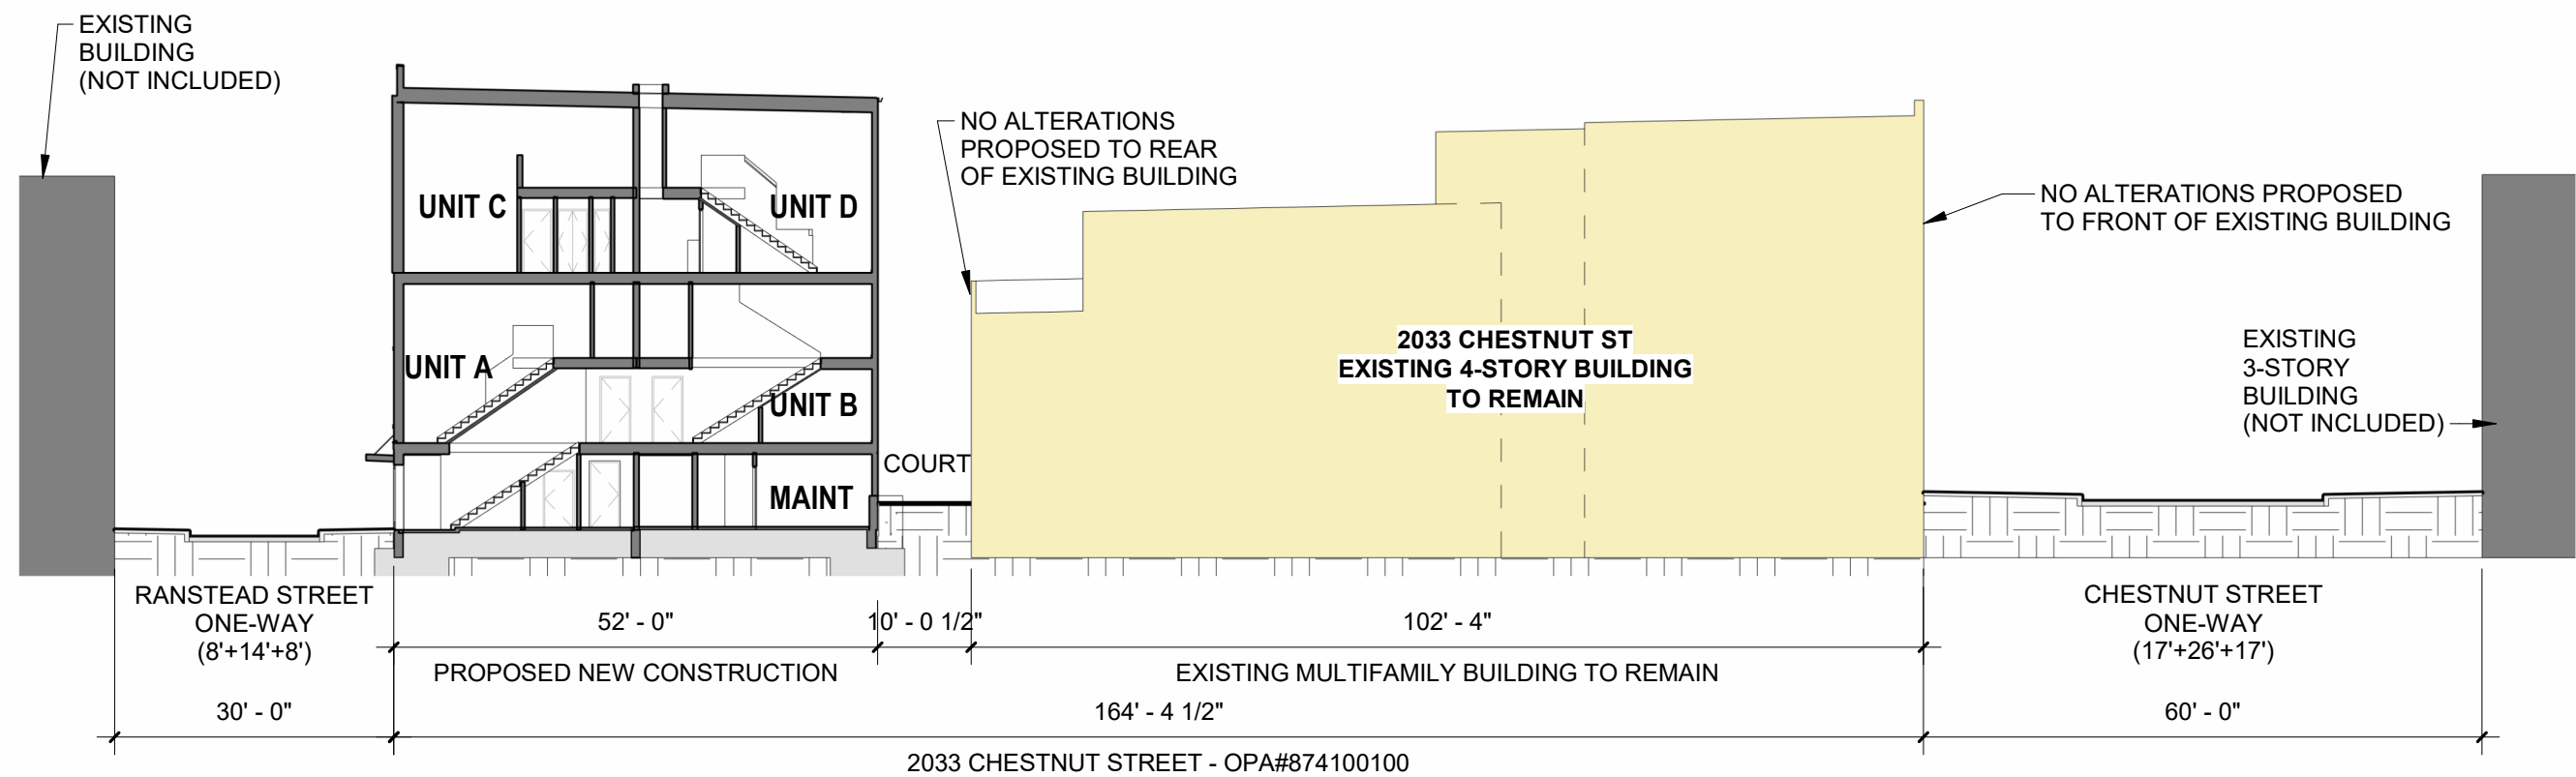 EXISTING
BUILDING
(NOT INCLUDED)
NO ALTERATIONS
PROPOSED TO REAR
OF EXISTING BUILDING
NO ALTERATIONS PROPOSED
TO FRONT OF EXISTING BUILDING
UNIT C
UNIT D
UNIT A
UNIT B
MAINT
COURT
2033 CHESTNUT ST
EXISTING 4-STORY BUILDING
TO REMAIN
EXISTING
3-STORY
BUILDING
(NOT INCLUDED)
RANSTEAD STREET
ONE-WAY
(8'+14'+8')
30' - 0"
52' - 0"
PROPOSED NEW CONSTRUCTION
10' - 0 1/2"
102' - 4"
EXISTING MULTIFAMILY BUILDING TO REMAIN
164' - 4 1/2"
CHESTNUT STREET
ONE-WAY
(17'+26'+17')
60' - 0"
2033 CHESTNUT STREET - OPA#874100100